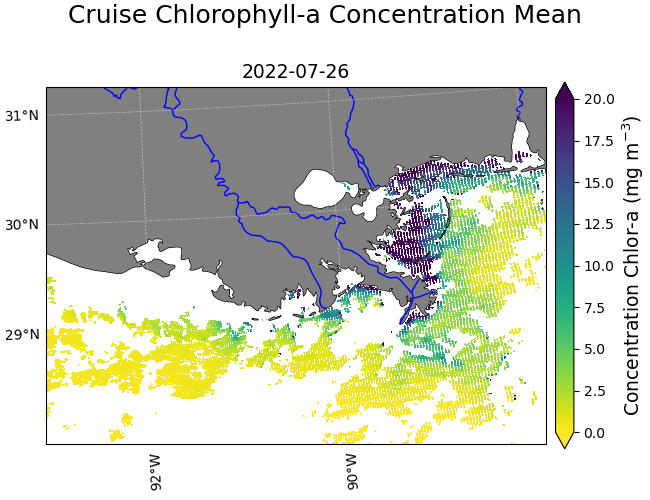 Cruise Chlorophyll-a Concentration Mean
2022-07-26
31°N
30°N
29°N
92°W
90°W
20.0
17.5
15.0
12.5
10.0
7.5
5.0
2.5
0.0
Concentration Chlor-a (mg m⁻³)